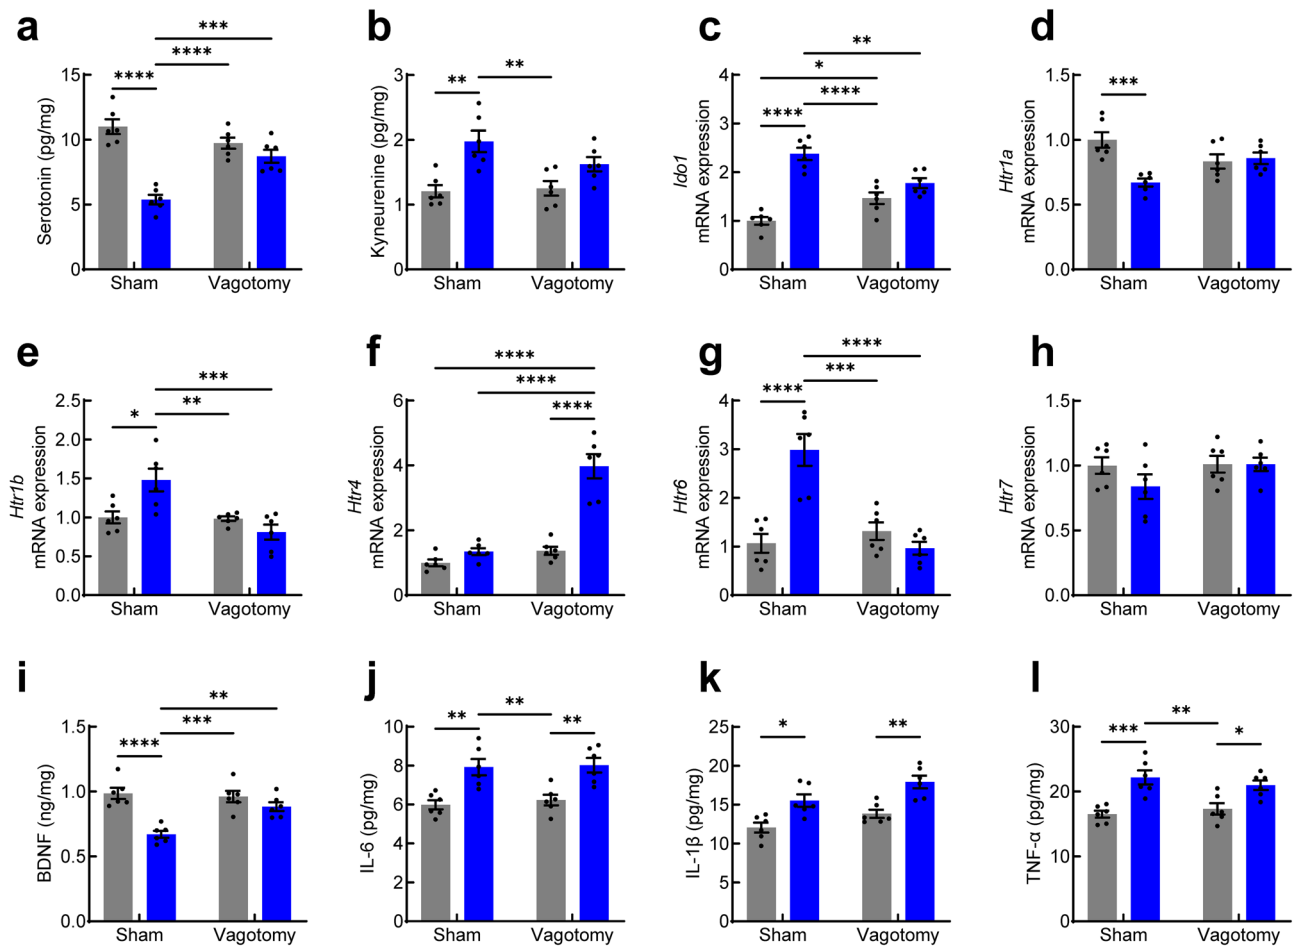 a
***
****
****
Serotonin (pg/mg)
15
10
5
0
Sham Vagotomy
b
**
**
Kyneurenine (pg/mg)
3
2
1
0
Sham Vagotomy
c
**
*
****
****
Ido1
mRNA expression
4
3
2
1
0
Sham Vagotomy
d
***
Htr1a
mRNA expression
1.5
1.0
0.5
0.0
Sham Vagotomy
e
***
**
*
Htr1b
mRNA expression
2.5
2.0
1.5
1.0
0.5
0.0
Sham Vagotomy
f
****
****
****
Htr4
mRNA expression
6
4
2
0
Sham Vagotomy
g
****
***
****
Htr6
mRNA expression
4
3
2
1
0
Sham Vagotomy
h
Htr7
mRNA expression
1.5
1.0
0.5
0.0
Sham Vagotomy
i
**
***
****
BDNF (ng/mg)
1.5
1.0
0.5
0.0
Sham Vagotomy
j
**
** **
IL-6 (pg/mg)
10
8
6
4
2
0
Sham Vagotomy
k
* **
IL-1β (pg/mg)
25
20
15
10
5
0
Sham Vagotomy
l
**
*** *
TNF-α (pg/mg)
30
20
10
0
Sham Vagotomy